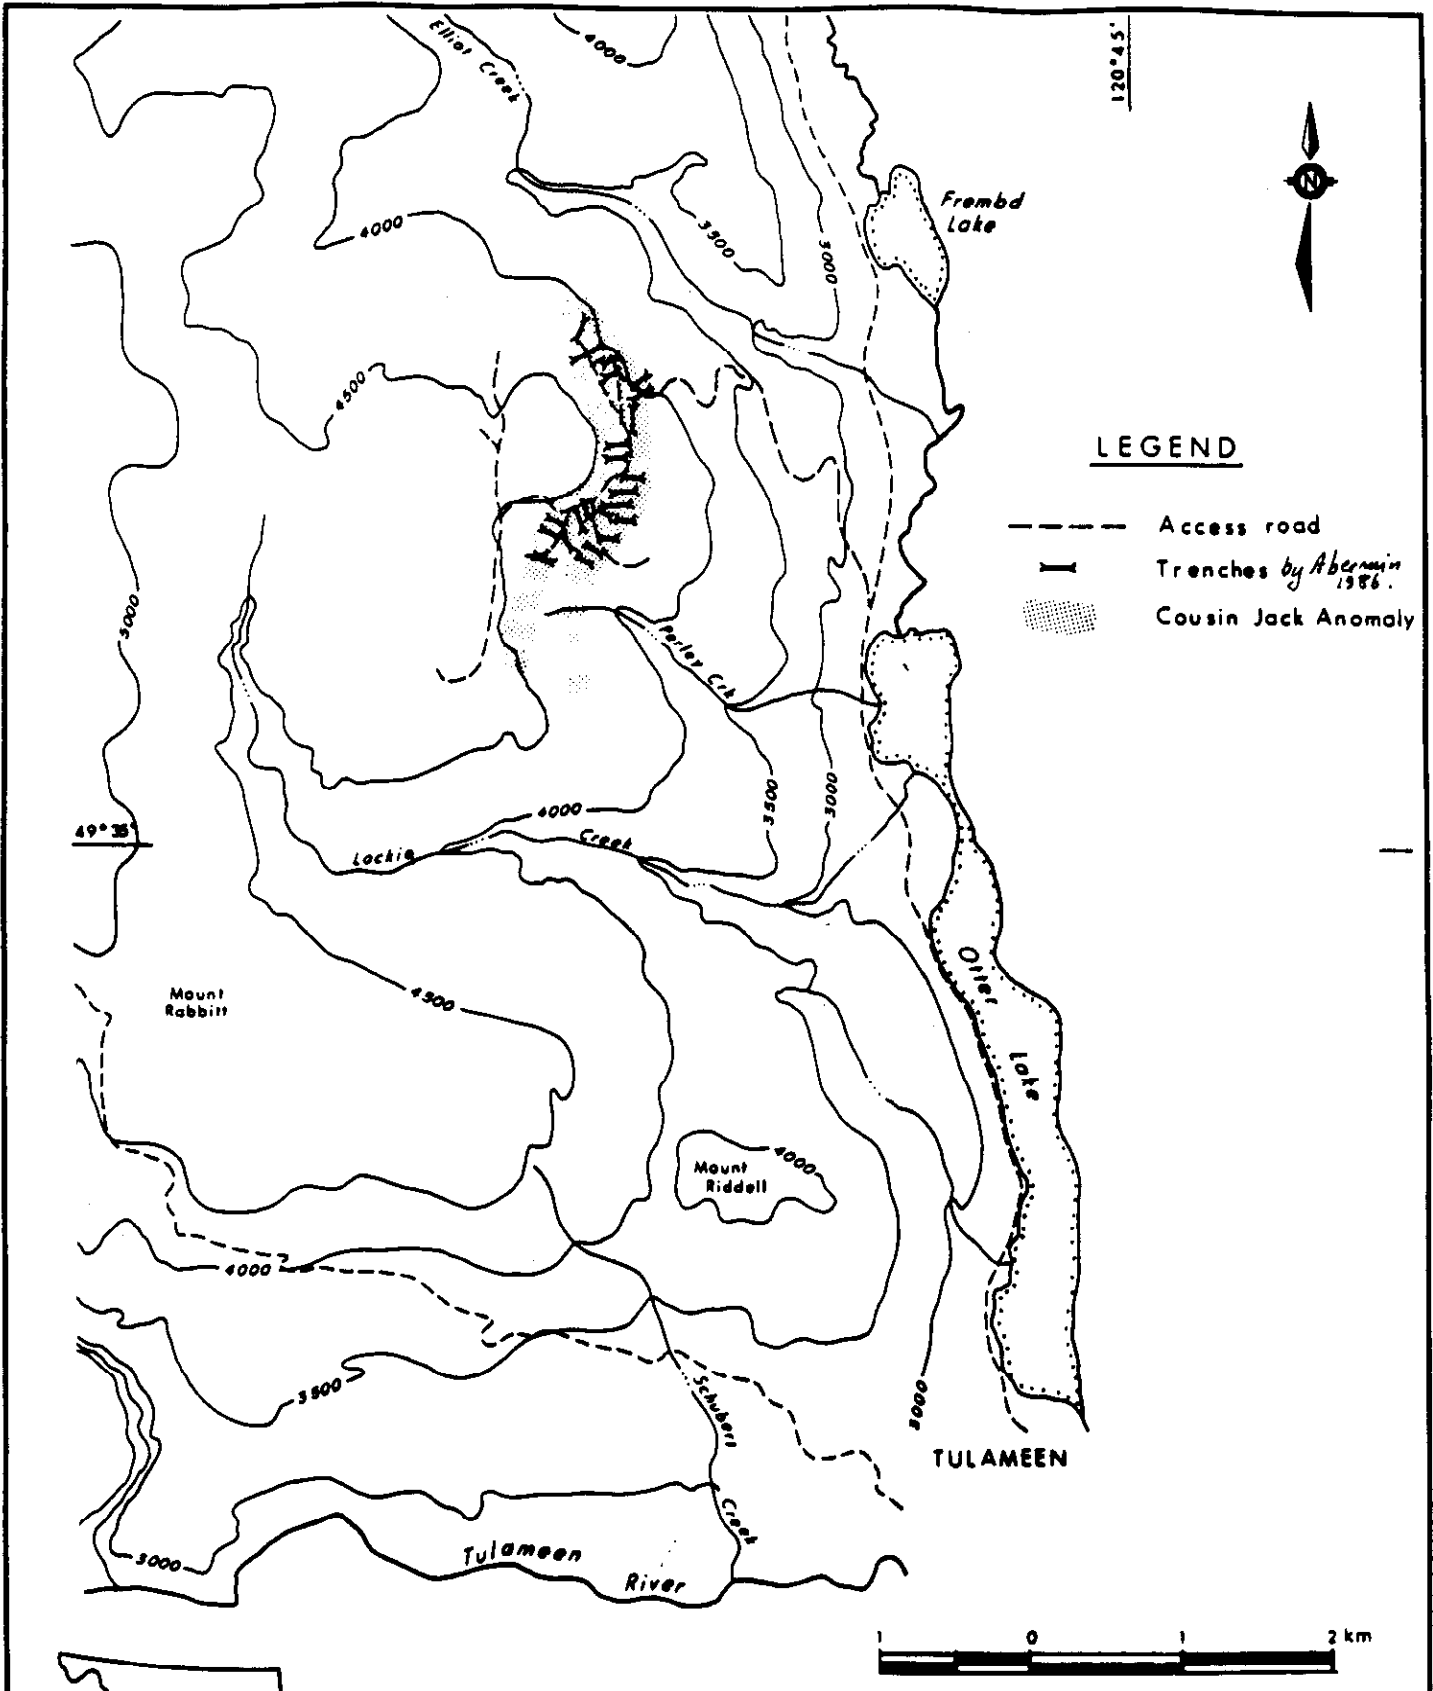 Elliot Creek
4000
120°45'
N
Frembd
Lake
4000
3500
3000
4500
LEGEND
Access road
Trenches by Abermin
1986.
Cousin Jack Anomaly
5000
Perley Crk
4000
3500
3000
49°35'
Lockie
Creek
Otter
Lake
Mount
Rabbitt
4500
Mount
Riddell
4000
4000
3500
3000
Schubert
Creek
TULAMEEN
3000
Tulameen
River
1 0 1 2 km